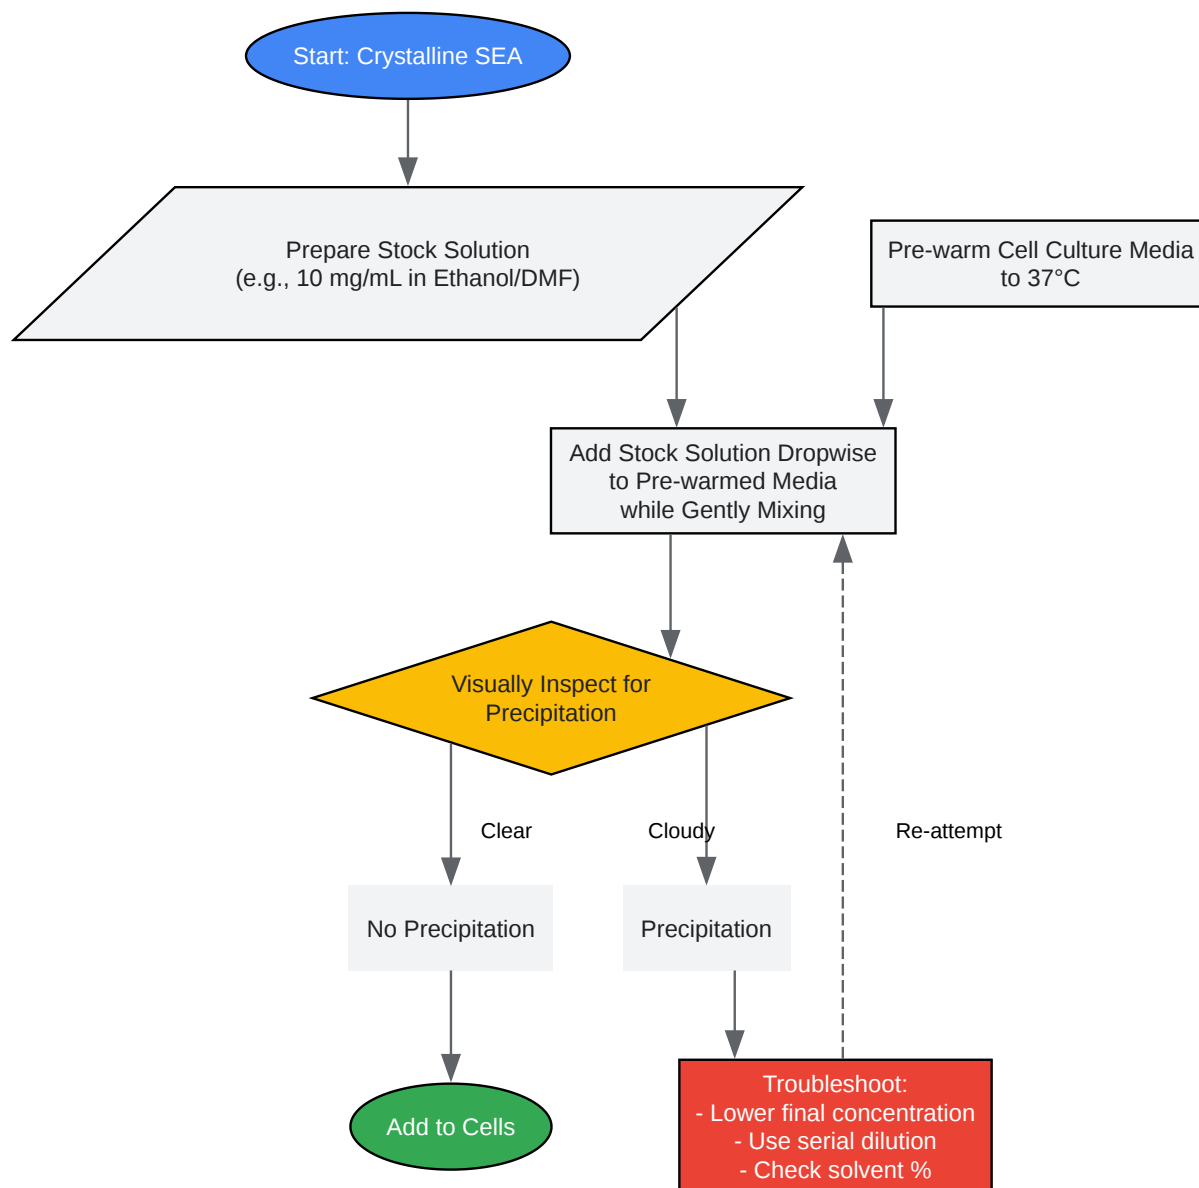 Start: Crystalline SEA
Prepare Stock Solution
(e.g., 10 mg/mL in Ethanol/DMF)
Pre-warm Cell Culture Media
to 37°C
Add Stock Solution Dropwise
to Pre-warmed Media
while Gently Mixing
Visually Inspect for
Precipitation
Clear
Cloudy
Re-attempt
No Precipitation
Precipitation
Add to Cells
Troubleshoot:
- Lower final concentration
- Use serial dilution
- Check solvent %